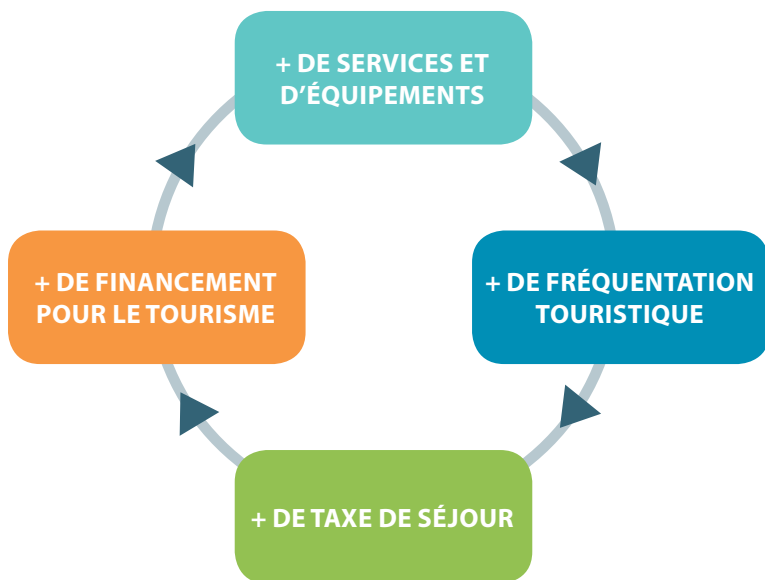 + DE SERVICES ET
D'ÉQUIPEMENTS
+ DE FINANCEMENT
POUR LE TOURISME
+ DE FRÉQUENTATION
TOURISTIQUE
+ DE TAXE DE SÉJOUR